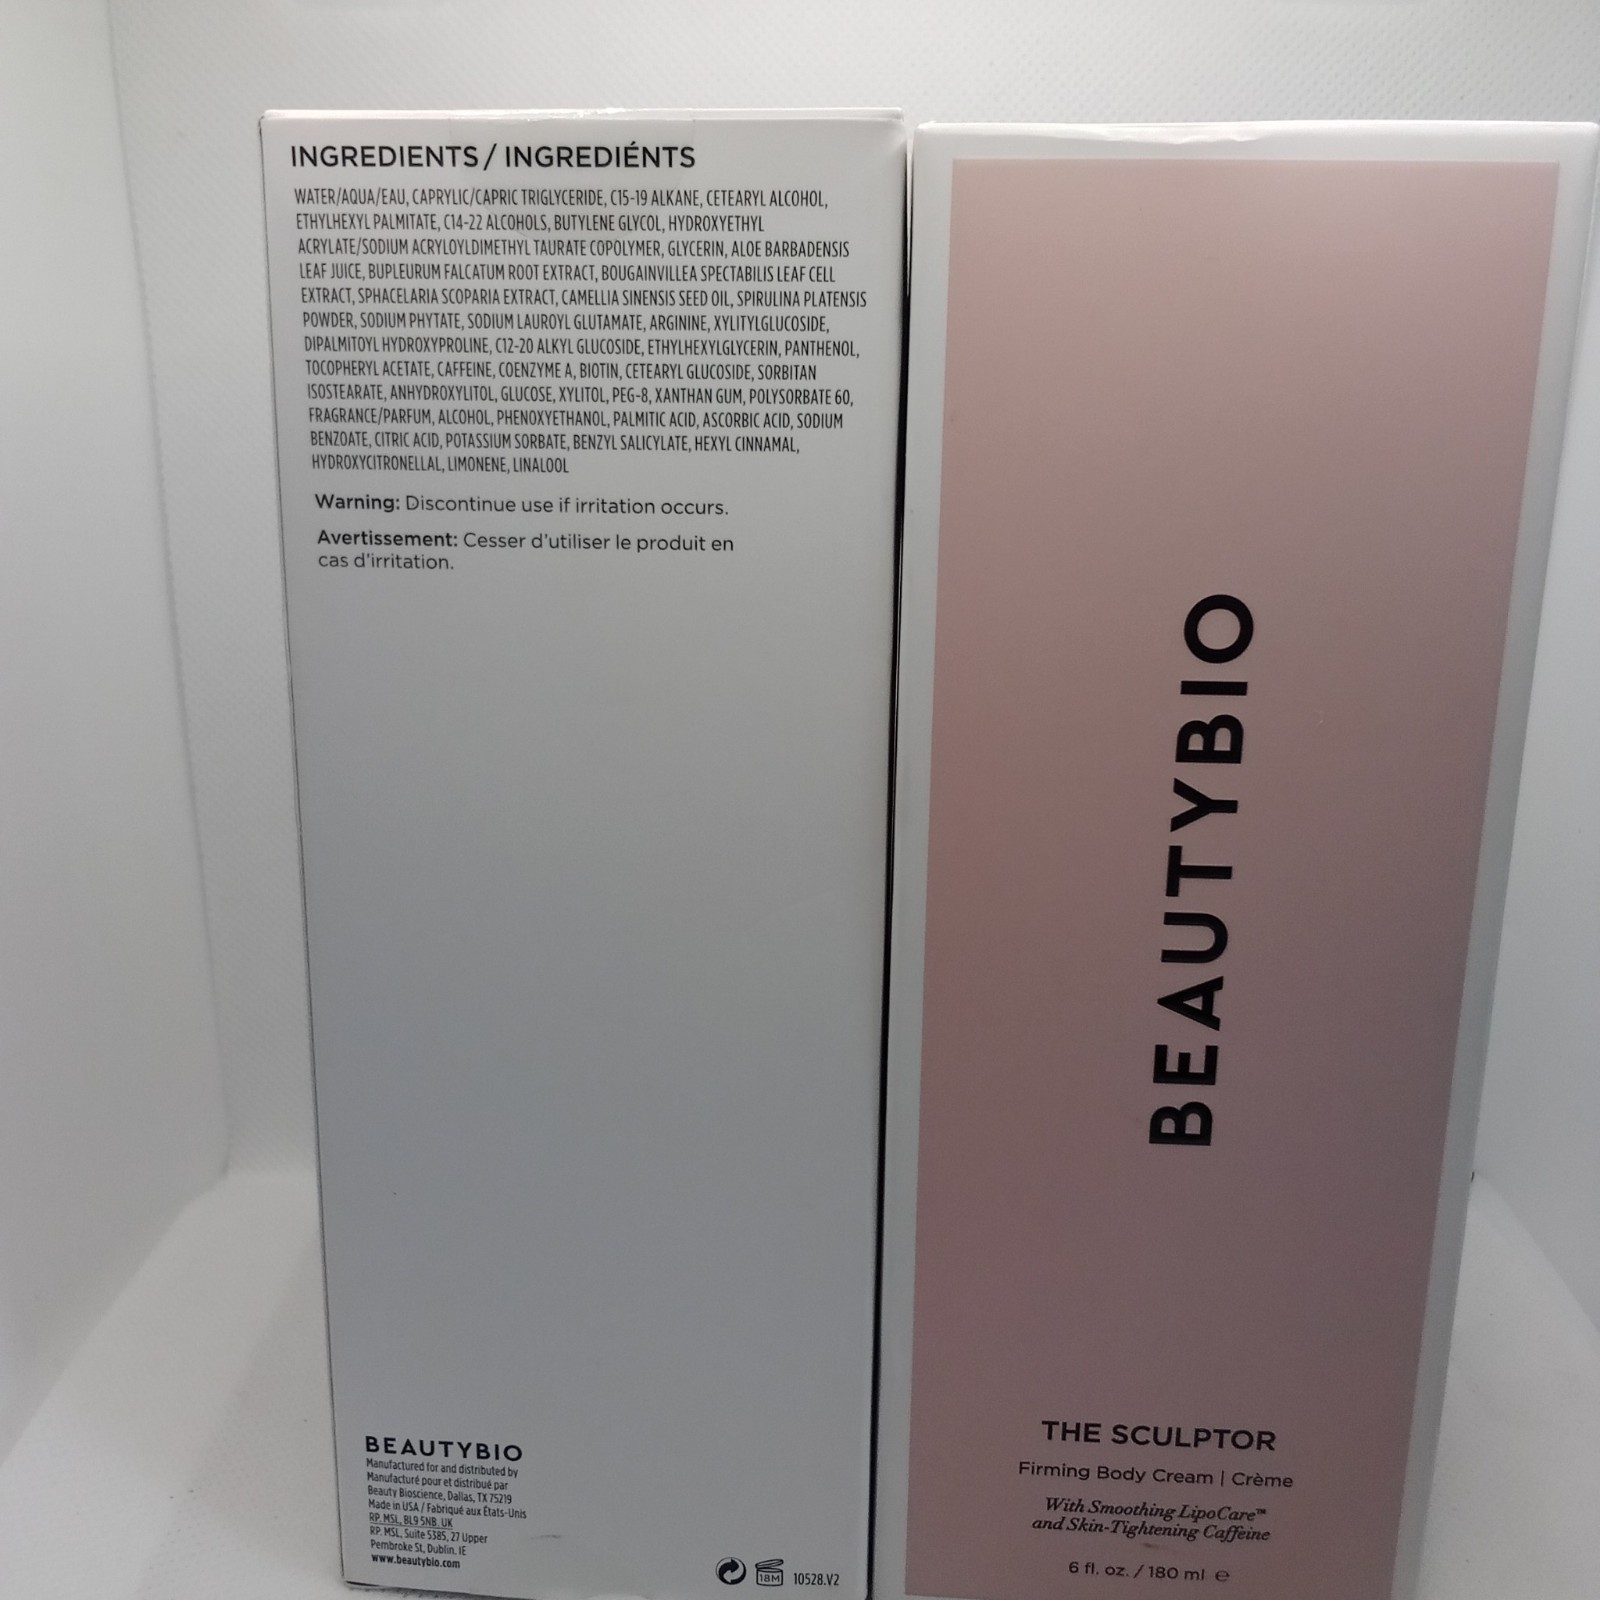 INGREDIENTS / INGREDIÉNTS
WATER/AQUA/EAU, CAPRYLIC/CAPRIC TRIGLYCERIDE, C15-19 ALKANE, CETEARYL ALCOHOL,
ETHYLHEXYL PALMITATE, C14-22 ALCOHOLS, BUTYLENE GLYCOL, HYDROXYETHYL
ACRYLATE/SODIUM ACRYLOYLDIMETHYL TAURATE COPOLYMER, GLYCERIN, ALOE BARBADENSIS
LEAF JUICE, BUPLEURUM FALCATUM ROOT EXTRACT, BOUGAINVILLEA SPECTABILIS LEAF CELL
EXTRACT, SPHACELARIA SCOPARIA EXTRACT, CAMELLIA SINENSIS SEED OIL, SPIRULINA PLATENSIS
POWDER, SODIUM PHYTATE, SODIUM LAUROYL GLUTAMATE, ARGININE, XYLITYLGLUCOSIDE,
DIPALMITOYL HYDROXYPROLINE, C12-20 ALKYL GLUCOSIDE, ETHYLHEXYLGLYCERIN, PANTHENOL,
TOCOPHERYL ACETATE, CAFFEINE, COENZYME A, BIOTIN, CETEARYL GLUCOSIDE, SORBITAN
ISOSTEARATE, ANHYDROXYLITOL, GLUCOSE, XYLITOL, PEG-8, XANTHAN GUM, POLYSORBATE 60,
FRAGRANCE/PARFUM, ALCOHOL, PHENOXYETHANOL, PALMITIC ACID, ASCORBIC ACID, SODIUM
BENZOATE, CITRIC ACID, POTASSIUM SORBATE, BENZYL SALICYLATE, HEXYL CINNAMAL,
HYDROXYCITRONELLAL, LIMONENE, LINALOOL
Warning: Discontinue use if irritation occurs.
Avertissement: Cesser d'utiliser le produit en
cas d'irritation.
BEAUTYBIO
Manufactured for and distributed by
Manufacturé pour et distribué par
Beauty Bioscience, Dallas, TX 75219
Made in USA / Fabriqué aux États-Unis
RP. MSL, BL9 5NB. UK
RP. MSL, Suite 5385, 27 Upper
Pembroke St, Dublin. IE
www.beautybio.com
18M 10528.V2
BEAUTYBIO
THE SCULPTOR
Firming Body Cream | Crème
With Smoothing LipoCare™
and Skin-Tightening Caffeine
6 fl. oz. / 180 ml ℮